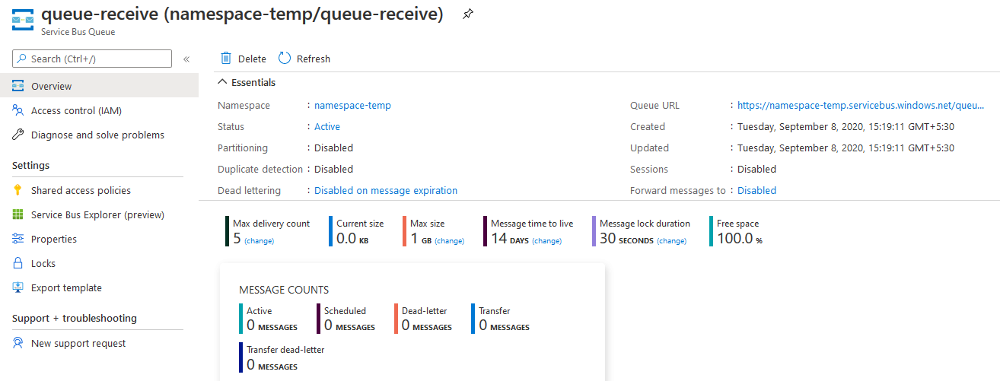 queue-receive (namespace-temp/queue-receive)
Service Bus Queue
Search (Ctrl+/)
«
Overview
Access control (IAM)
Diagnose and solve problems
Settings
Shared access policies
Service Bus Explorer (preview)
Properties
Locks
Export template
Support + troubleshooting
New support request
Delete Refresh
Essentials
Namespace : namespace-temp
Status : Active
Partitioning : Disabled
Duplicate detection : Disabled
Dead lettering : Disabled on message expiration
Queue URL : https://namespace-temp.servicebus.windows.net/queu...
Created : Tuesday, September 8, 2020, 15:19:11 GMT+5:30
Updated : Tuesday, September 8, 2020, 15:19:11 GMT+5:30
Sessions : Disabled
Forward messages to : Disabled
Max delivery count
5 (change)
Current size
0.0 KB
Max size
1 GB (change)
Message time to live
14 DAYS (change)
Message lock duration
30 SECONDS (change)
Free space
100.0 %
MESSAGE COUNTS
Active
0 MESSAGES
Scheduled
0 MESSAGES
Dead-letter
0 MESSAGES
Transfer
0 MESSAGES
Transfer dead-letter
0 MESSAGES